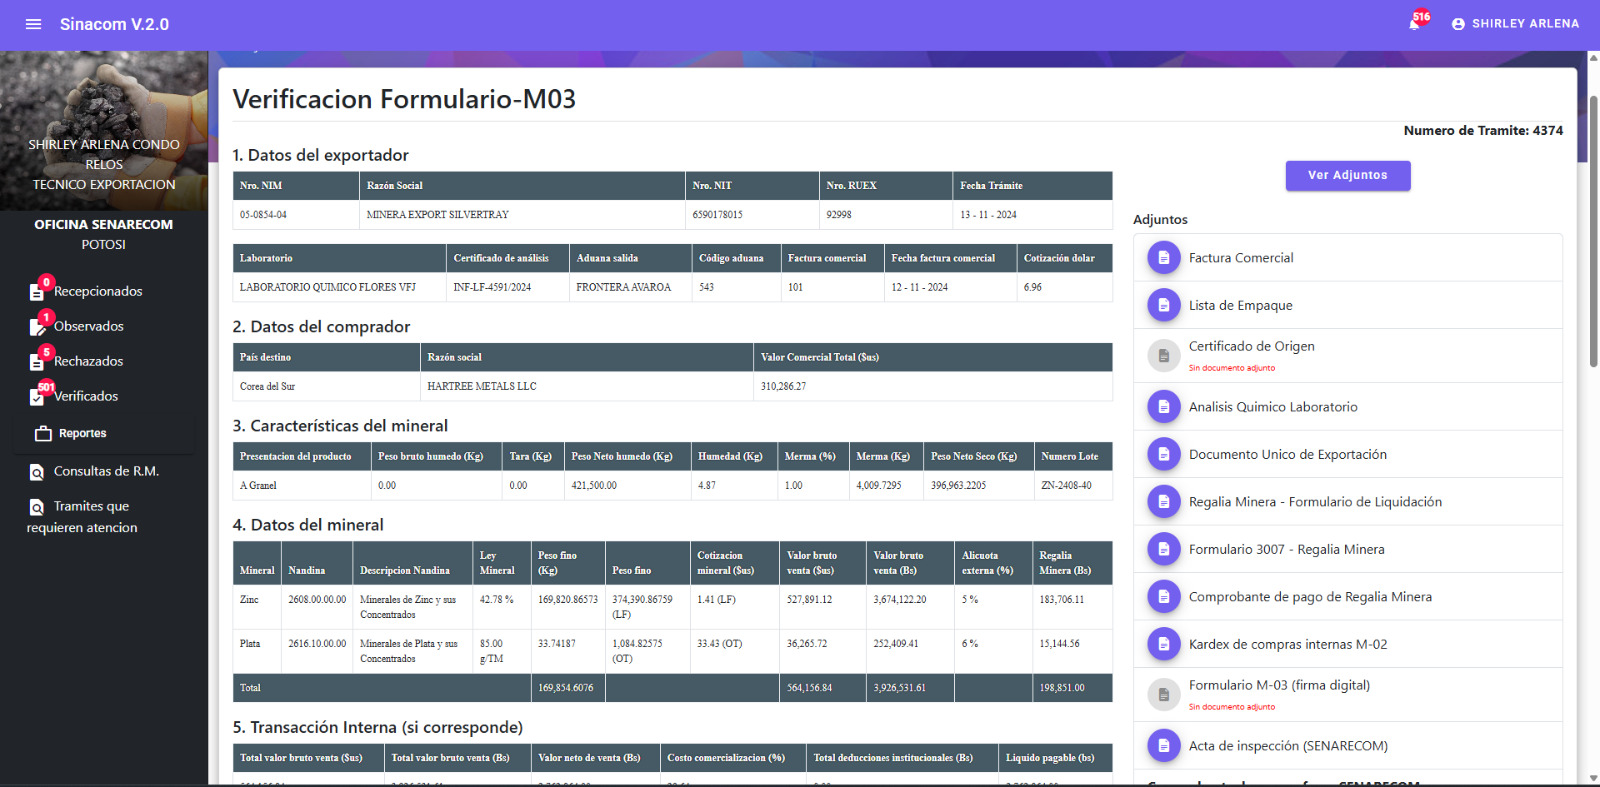 Sinacom V.2.0
516
SHIRLEY ARLENA
SHIRLEY ARLENA CONDO
RELOS
TECNICO EXPORTACION
OFICINA SENARECOM
POTOSI
0
Recepcionados
1
Observados
5
Rechazados
501
Verificados
Reportes
Consultas de R.M.
Tramites que
requieren atencion
Verificacion Formulario-M03
Numero de Tramite: 4374
1. Datos del exportador
Nro. NIM Razón Social Nro. NIT Nro. RUEX Fecha Trámite
05-0854-04 MINERA EXPORT SILVERTRAY 6590178015 92998 13 - 11 - 2024
Laboratorio Certificado de análisis Aduana salida Código aduana Factura comercial Fecha factura comercial Cotización dolar
LABORATORIO QUIMICO FLORES VFJ INF-LF-4591/2024 FRONTERA AVAROA 543 101 12 - 11 - 2024 6.96
2. Datos del comprador
País destino Razón social Valor Comercial Total ($us)
Corea del Sur HARTREE METALS LLC 310,286.27
3. Características del mineral
Presentacion del producto Peso bruto humedo (Kg) Tara (Kg) Peso Neto humedo (Kg) Humedad (Kg) Merma (%) Merma (Kg) Peso Neto Seco (Kg) Numero Lote
A Granel 0.00 0.00 421,500.00 4.87 1.00 4,009.7295 396,963.2205 ZN-2408-40
4. Datos del mineral
Ley Peso fino Cotizacion Valor bruto Valor bruto Alicuota Regalia
Mineral Nandina Descripcion Nandina Mineral (Kg) Peso fino mineral ($us) venta ($us) venta (Bs) externa (%) Minera (Bs)
Zinc 2608.00.00.00 Minerales de Zinc y sus 42.78 % 169,820.86573 374,390.86759 1.41 (LF) 527,891.12 3,674,122.20 5 % 183,706.11
Concentrados (LF)
Plata 2616.10.00.00 Minerales de Plata y sus 85.00 33.74187 1,084.82575 33.43 (OT) 36,265.72 252,409.41 6 % 15,144.56
Concentrados g/TM (OT)
Total 169,854.6076 564,156.84 3,926,531.61 198,851.00
5. Transacción Interna (si corresponde)
Total valor bruto venta ($us) Total valor bruto venta (Bs) Valor neto de venta (Bs) Costo comercializacion (%) Total deducciones institucionales (Bs) Liquido pagable (bs)
Ver Adjuntos
Adjuntos
Factura Comercial
Lista de Empaque
Certificado de Origen
Sin documento adjunto
Analisis Quimico Laboratorio
Documento Unico de Exportación
Regalia Minera - Formulario de Liquidación
Formulario 3007 - Regalia Minera
Comprobante de pago de Regalia Minera
Kardex de compras internas M-02
Formulario M-03 (firma digital)
Sin documento adjunto
Acta de inspección (SENARECOM)